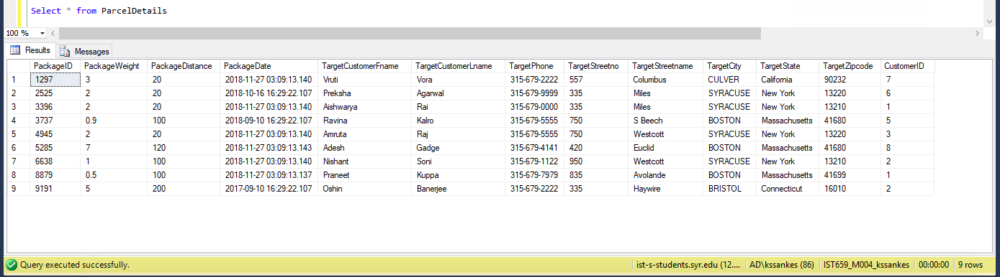 Select * from ParcelDetails
100 %
Results Messages
PackageID PackageWeight PackageDistance PackageDate TargetCustomerFname TargetCustomerLname TargetPhone TargetStreetno TargetStreetname TargetCity TargetState TargetZipcode CustomerID
1 1297 3 20 2018-11-27 03:09:13.140 Vruti Vora 315-679-2222 557 Columbus CULVER California 90232 7
2 2525 2 20 2018-10-16 16:29:22.107 Preksha Agarwal 315-679-9999 335 Miles SYRACUSE New York 13220 6
3 3396 2 20 2018-11-27 03:09:13.140 Aishwarya Rai 315-679-0000 335 Miles SYRACUSE New York 13210 1
4 3737 0.9 100 2018-09-10 16:29:22.107 Ravina Kalro 315-679-5555 750 S Beech BOSTON Massachusetts 41680 5
5 4945 2 20 2018-11-27 03:09:13.140 Amruta Raj 315-679-5555 750 Westcott SYRACUSE New York 13220 3
6 5285 7 120 2018-11-27 03:09:13.143 Adesh Gadge 315-679-4141 420 Euclid BOSTON Massachusetts 41680 8
7 6638 1 100 2018-11-27 03:09:13.140 Nishant Soni 315-679-1122 950 Westcott SYRACUSE New York 13210 2
8 8879 0.5 100 2018-11-27 03:09:13.137 Praneet Kuppa 315-679-7979 835 Avolande BOSTON Massachusetts 41699 1
9 9191 5 200 2017-09-10 16:29:22.107 Oshin Banerjee 315-679-2222 335 Haywire BRISTOL Connecticut 16010 2
Query executed successfully. ist-s-students.syr.edu (12.... AD\kssankes (86) IST659_M004_kssankes 00:00:00 9 rows